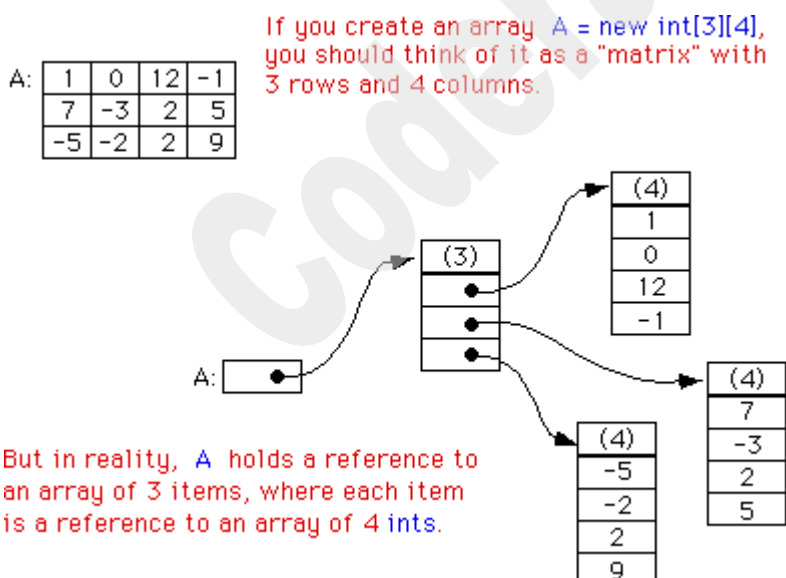 If you create an array A = new int[3][4],
you should think of it as a "matrix" with
3 rows and 4 columns.
A:
1 0 12 -1
7 -3 2 5
-5 -2 2 9
(4)
1
0
12
-1
(3)
A:
(4)
7
-3
2
5
(4)
-5
-2
2
9
But in reality, A holds a reference to
an array of 3 items, where each item
is a reference to an array of 4 ints.